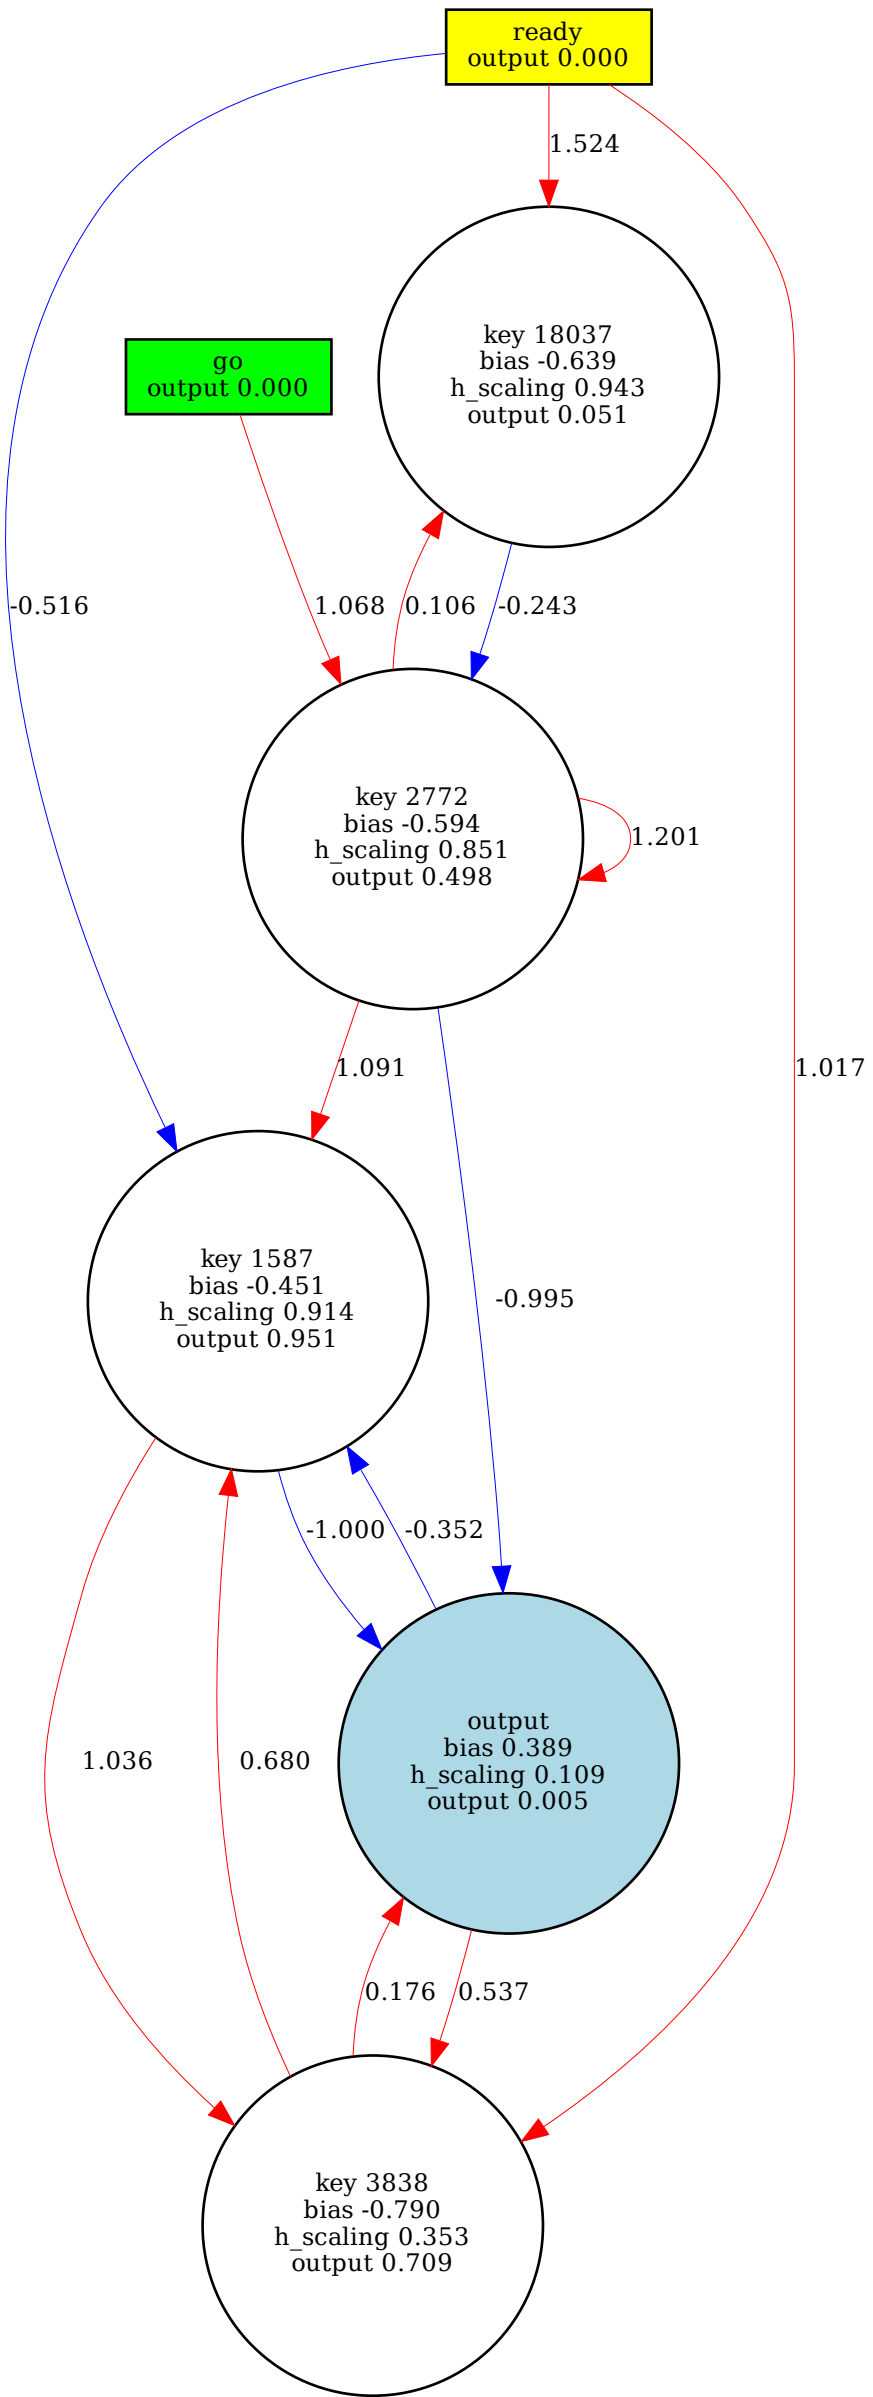 ready
output 0.000
1.524
key 18037
bias -0.639
h_scaling 0.943
output 0.051
go
output 0.000
-0.516
1.068
0.106
-0.243
key 2772
bias -0.594
h_scaling 0.851
output 0.498
1.201
1.091
1.017
key 1587
bias -0.451
h_scaling 0.914
output 0.951
-0.995
-1.000
-0.352
output
bias 0.389
h_scaling 0.109
output 0.005
1.036
0.680
0.176
0.537
key 3838
bias -0.790
h_scaling 0.353
output 0.709